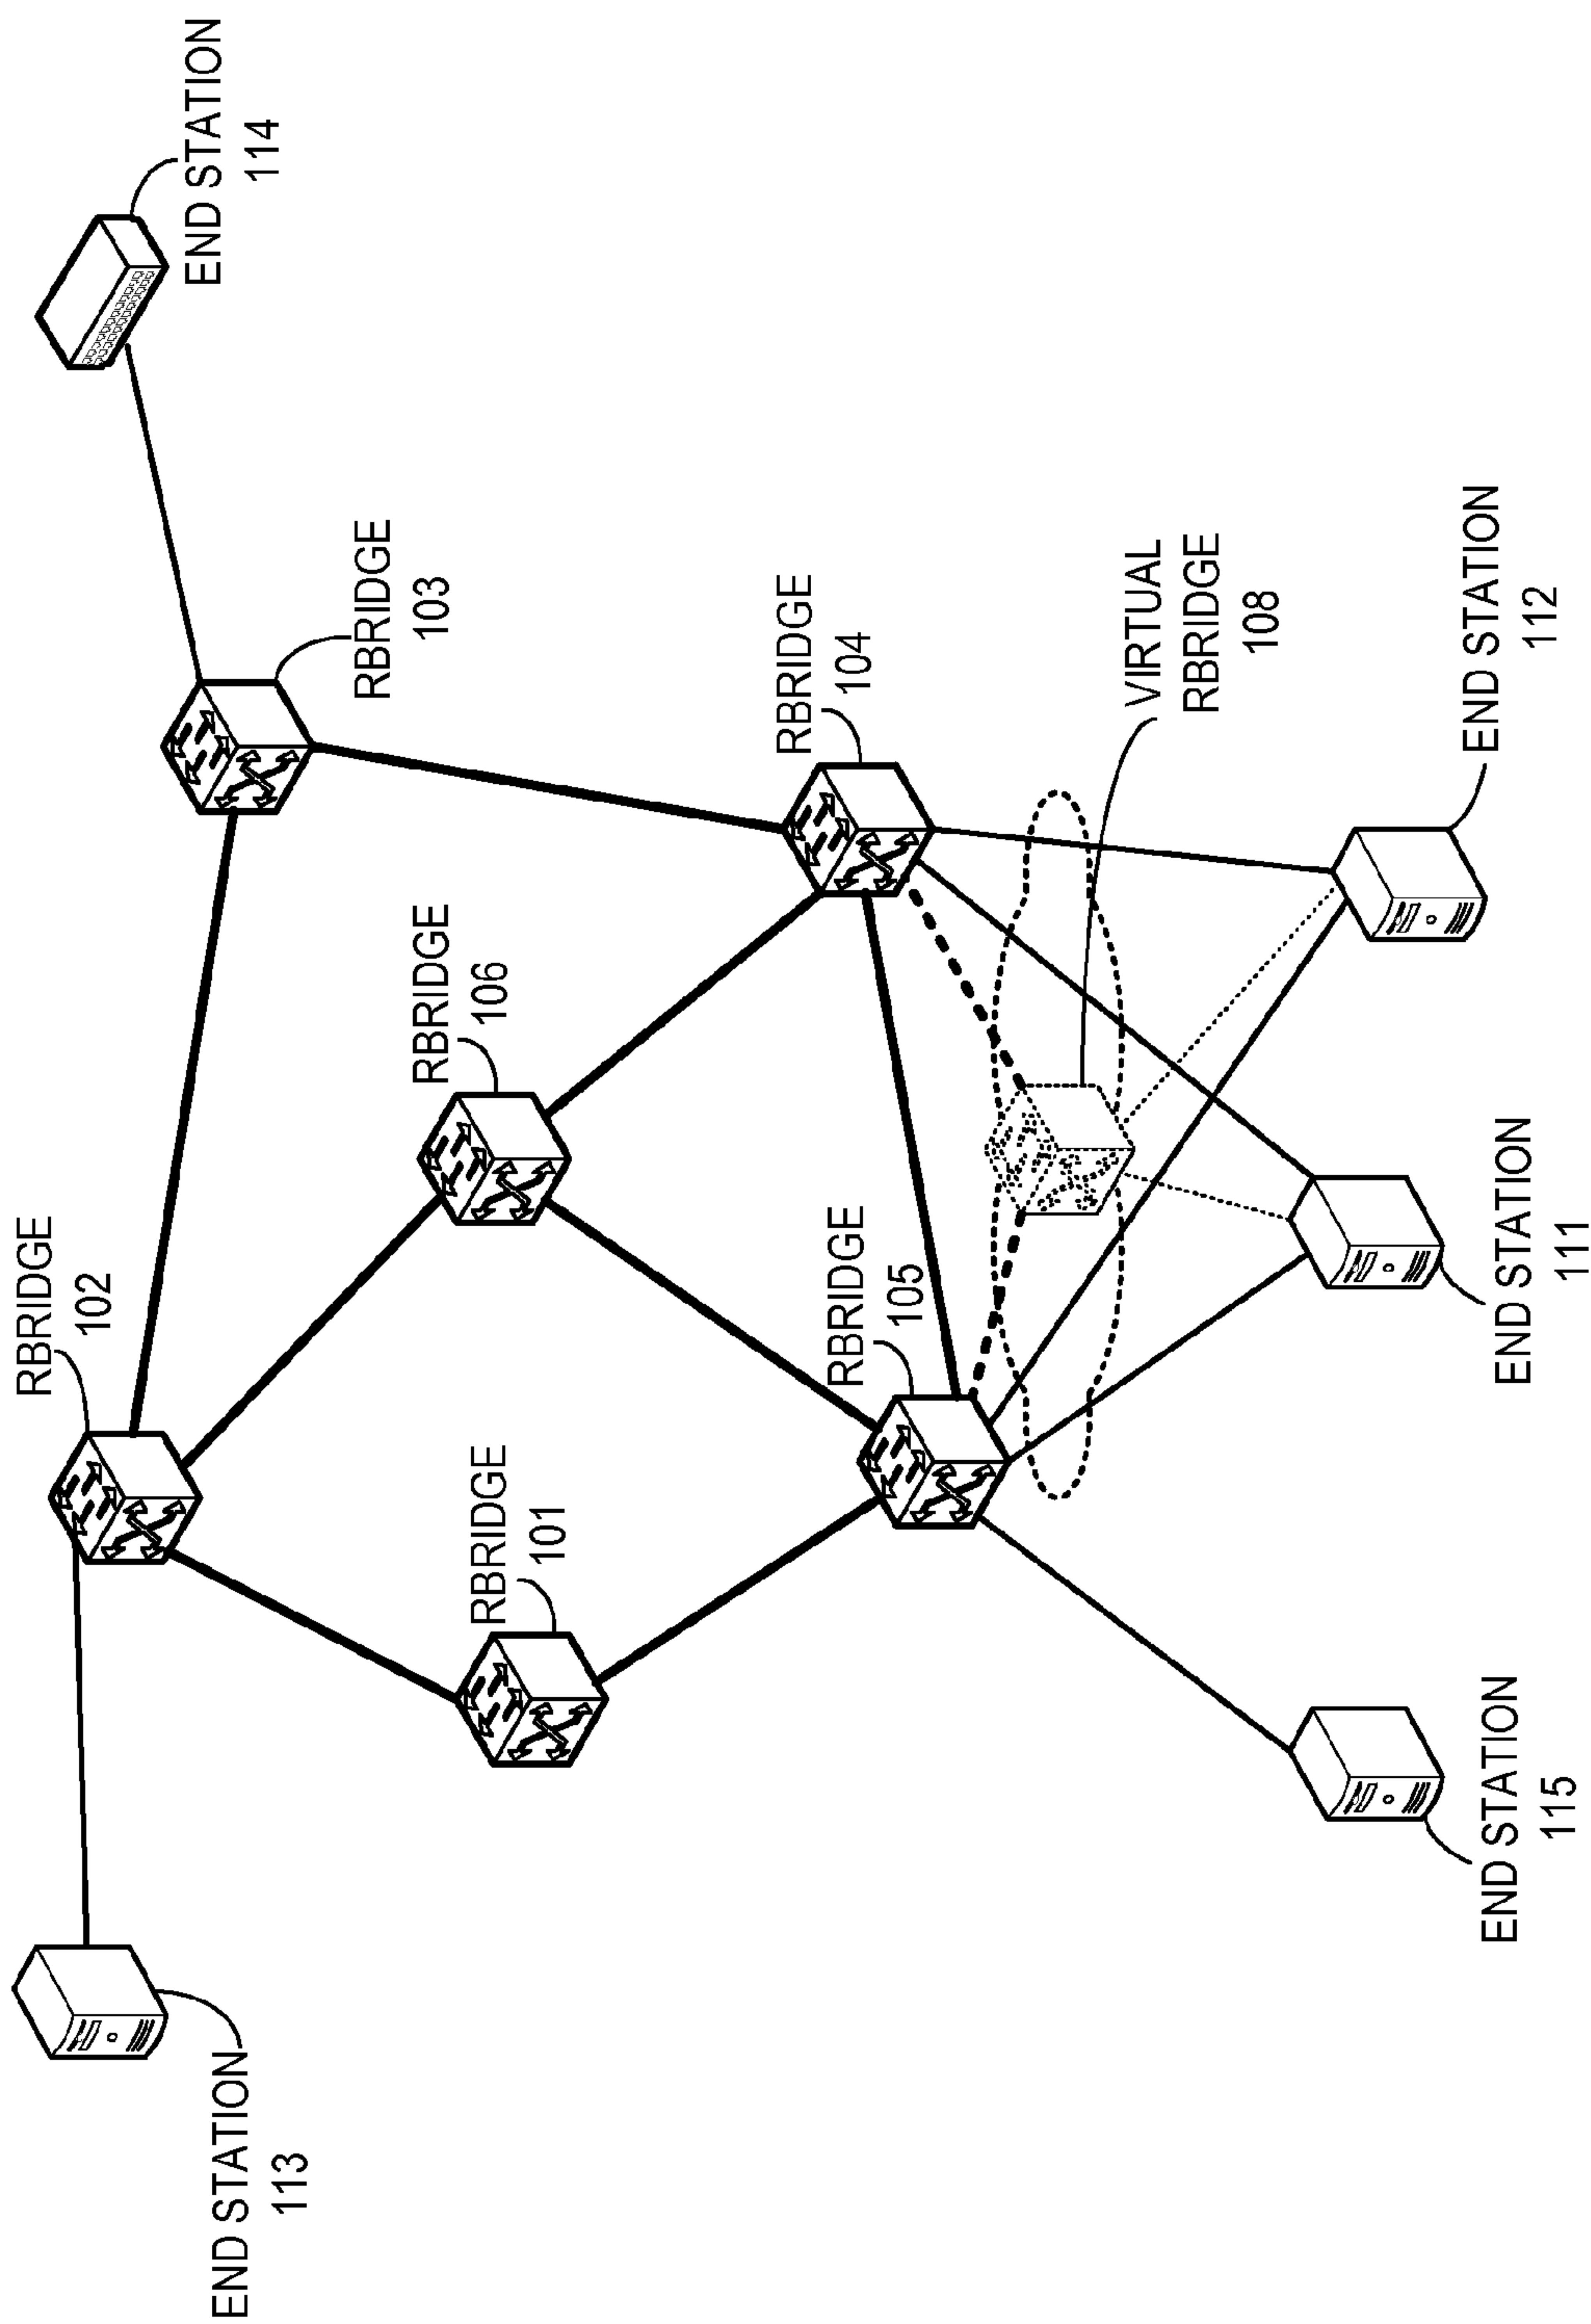 END STATION
113
RBRIDGE
102
END STATION
114
RBRIDGE
103
RBRIDGE
106
RBRIDGE
101
RBRIDGE
104
RBRIDGE
105
VIRTUAL
RBRIDGE
108
END STATION
115
END STATION
111
END STATION
112